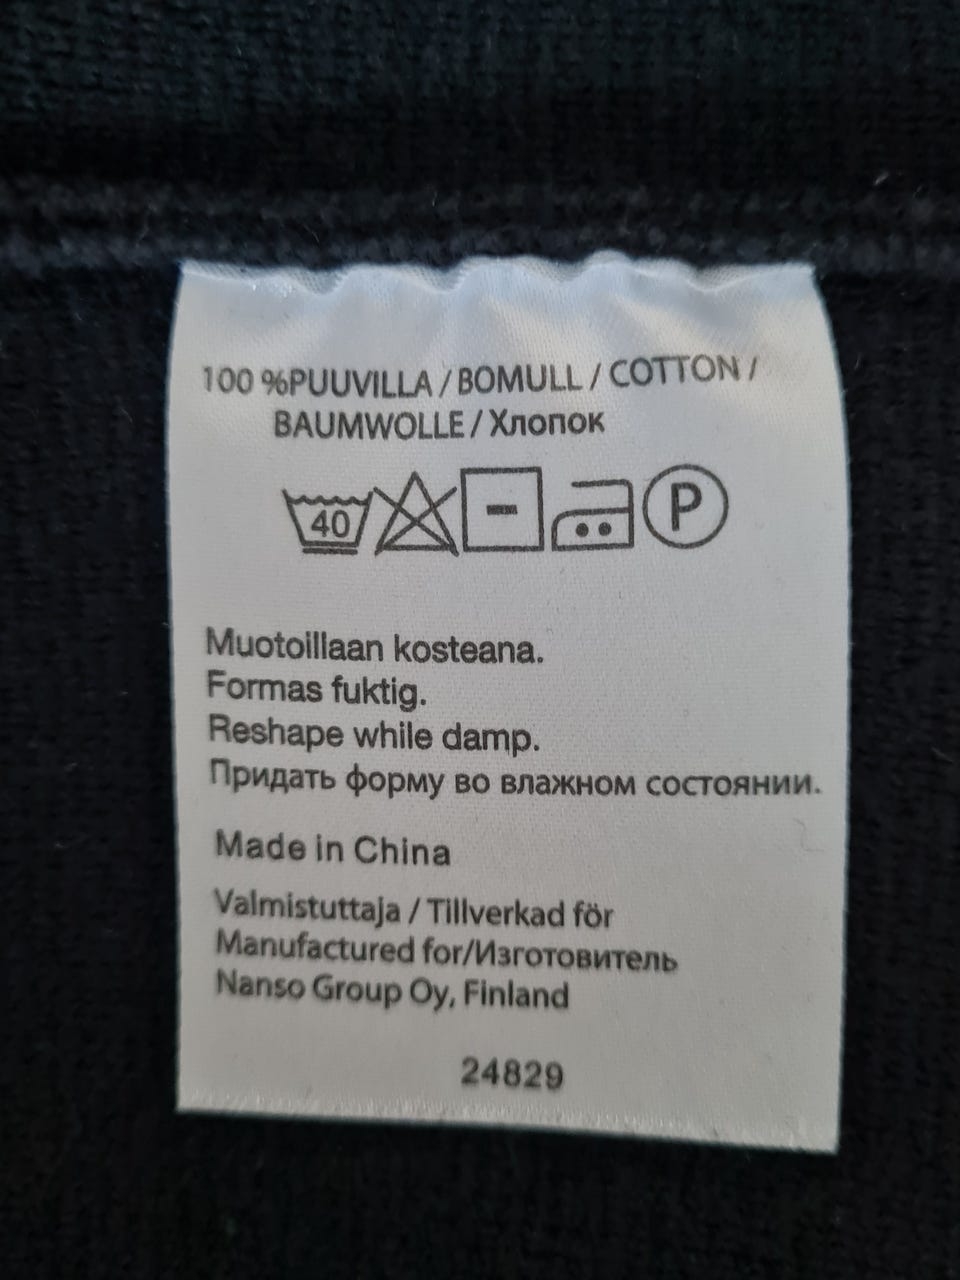 100 %PUUVILLA / BOMULL / COTTON /
BAUMWOLLE / Хлопок
40 P
Muotoillaan kosteana.
Formas fuktig.
Reshape while damp.
Придать форму во влажном состоянии.
Made in China
Valmistuttaja / Tillverkad för
Manufactured for/Изготовитель
Nanso Group Oy, Finland
24829